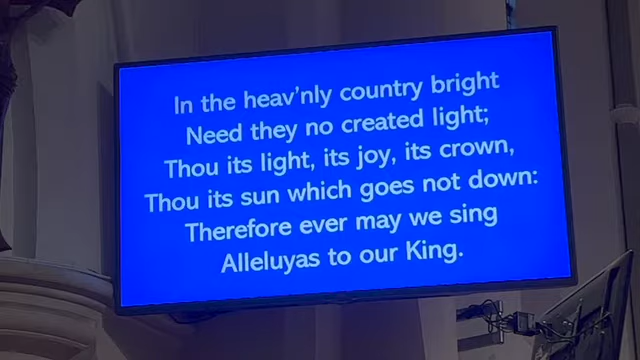 In the heav'nly country bright
Need they no created light;
Thou its light, its joy, its crown,
Thou its sun which goes not down:
Therefore ever may we sing
Alleluyas to our King.